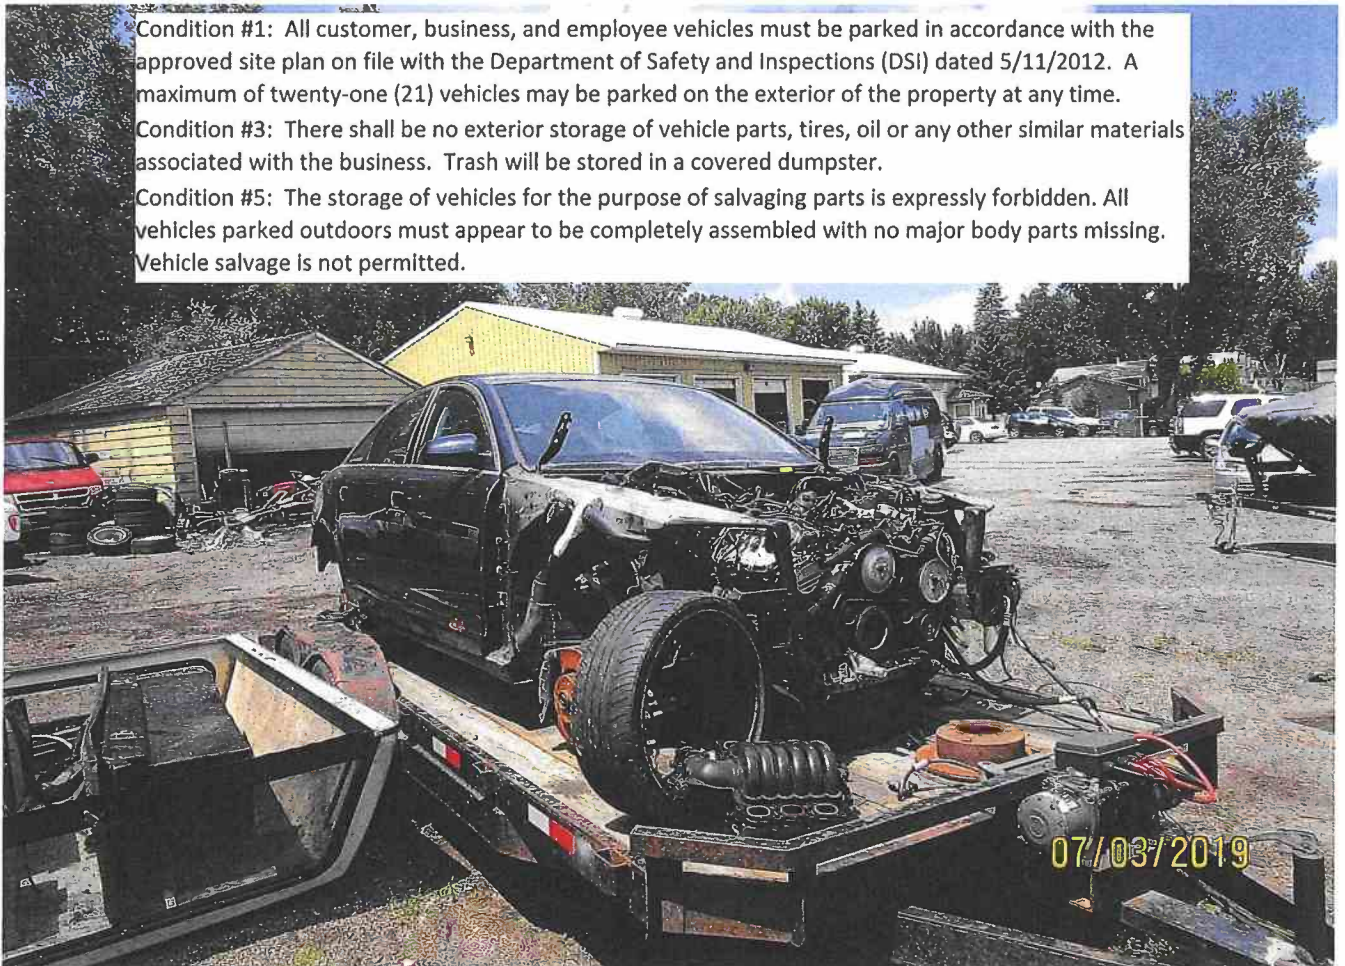 Condition #1: All customer, business, and employee vehicles must be parked in accordance with the
approved site plan on file with the Department of Safety and Inspections (DSI) dated 5/11/2012. A
maximum of twenty-one (21) vehicles may be parked on the exterior of the property at any time.
Condition #3: There shall be no exterior storage of vehicle parts, tires, oil or any other similar materials
associated with the business. Trash will be stored in a covered dumpster.
Condition #5: The storage of vehicles for the purpose of salvaging parts is expressly forbidden. All
vehicles parked outdoors must appear to be completely assembled with no major body parts missing.
Vehicle salvage is not permitted.
07/03/2019